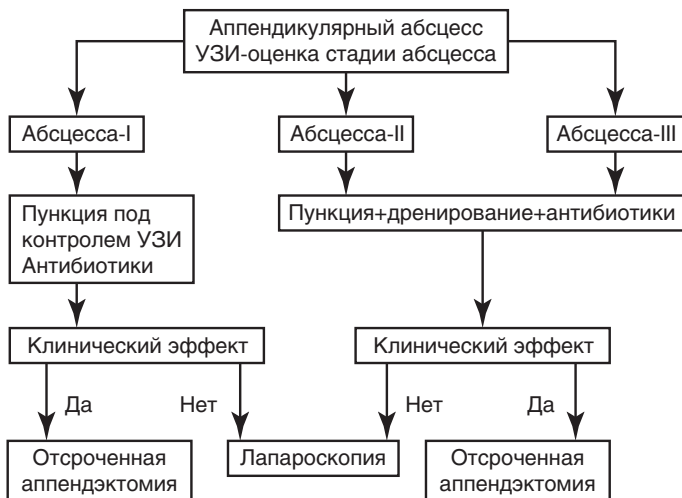 Аппендикулярный абсцесс
УЗИ-оценка стадии абсцесса
Абсцесса-I
Абсцесса-II
Абсцесса-III
Пункция под
контролем УЗИ
Антибиотики
Пункция+дренирование+антибиотики
Клинический эффект
Клинический эффект
Да
Нет
Нет
Да
Отсроченная
аппендэктомия
Лапароскопия
Отсроченная
аппендэктомия